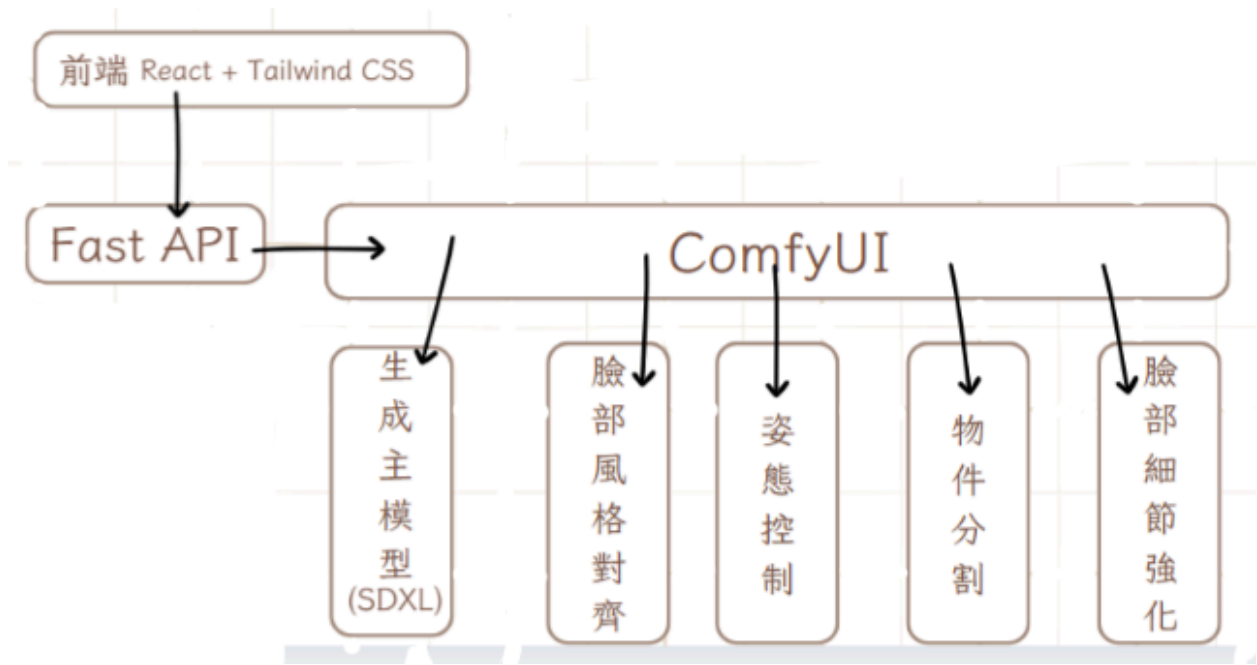 前端 React + Tailwind CSS
Fast API
ComfyUI
生成主模型
(SDXL)
臉部風格對齊
姿態控制
物件分割
臉部細節強化